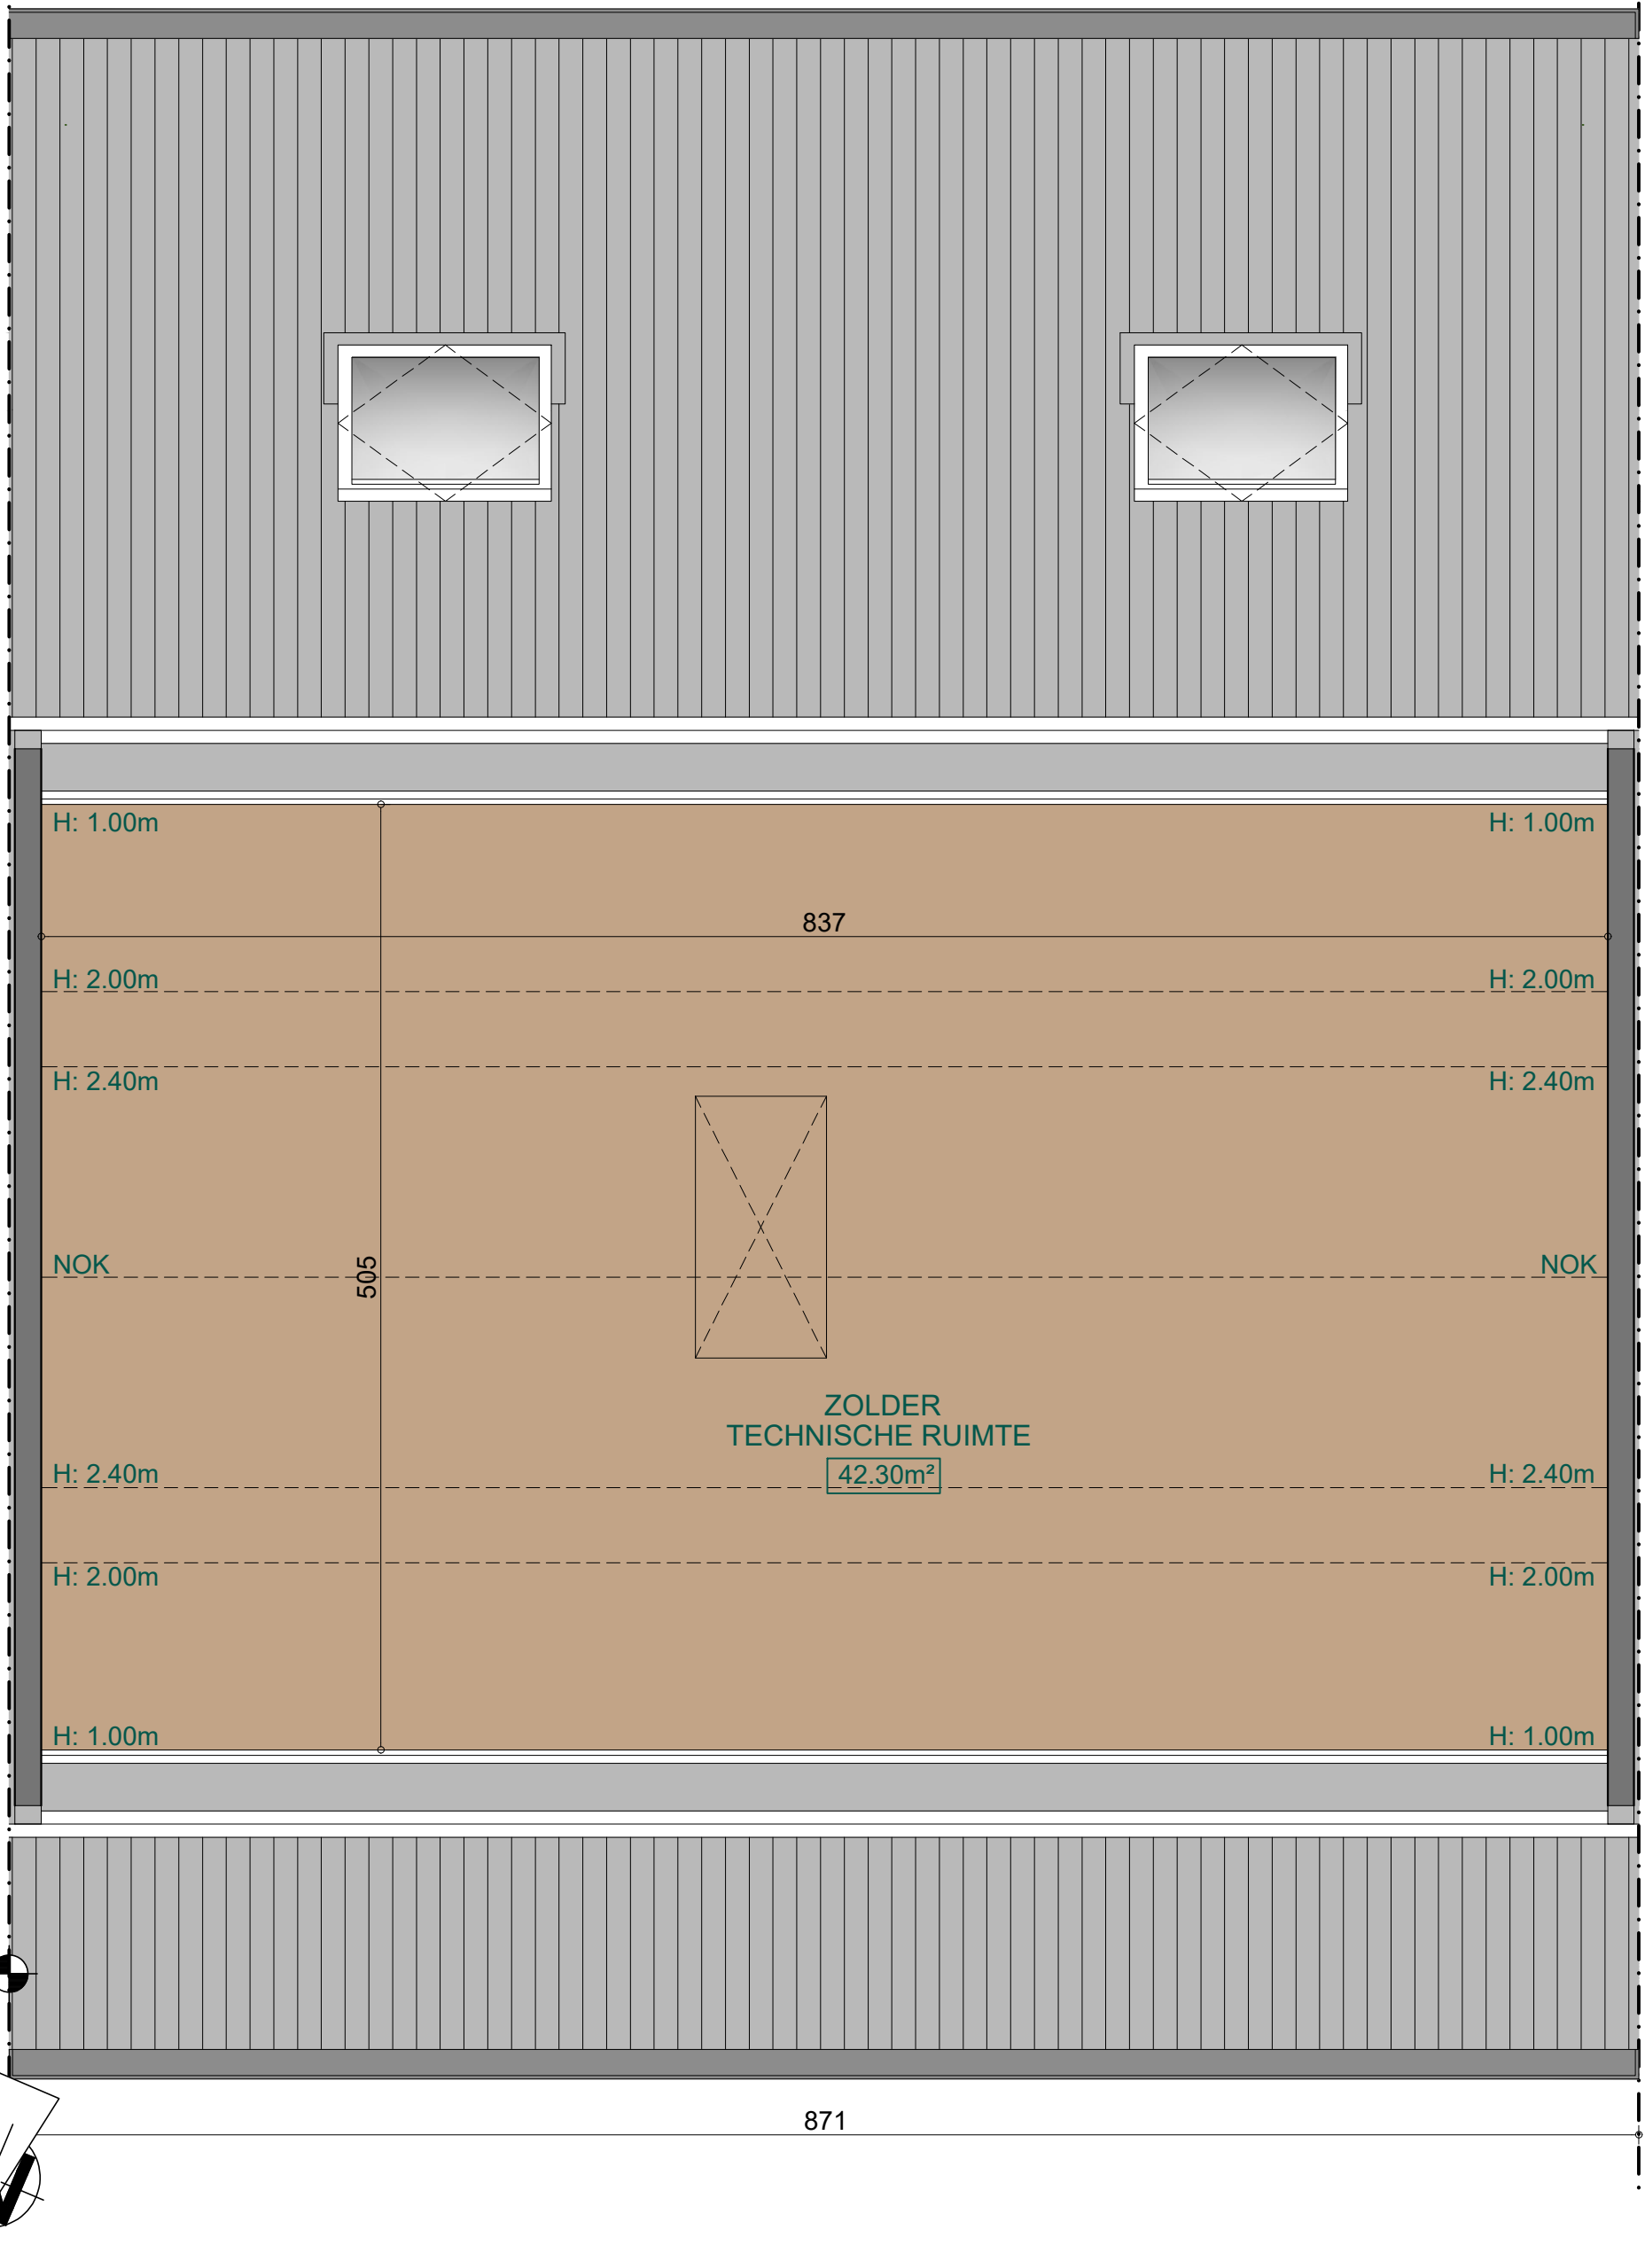 H: 1.00m H: 1.00m
837
H: 2.00m H: 2.00m
H: 2.40m H: 2.40m
NOK NOK
505
ZOLDER
TECHNISCHE RUIMTE
42.30m²
H: 2.40m H: 2.40m
H: 2.00m H: 2.00m
H: 1.00m H: 1.00m
871